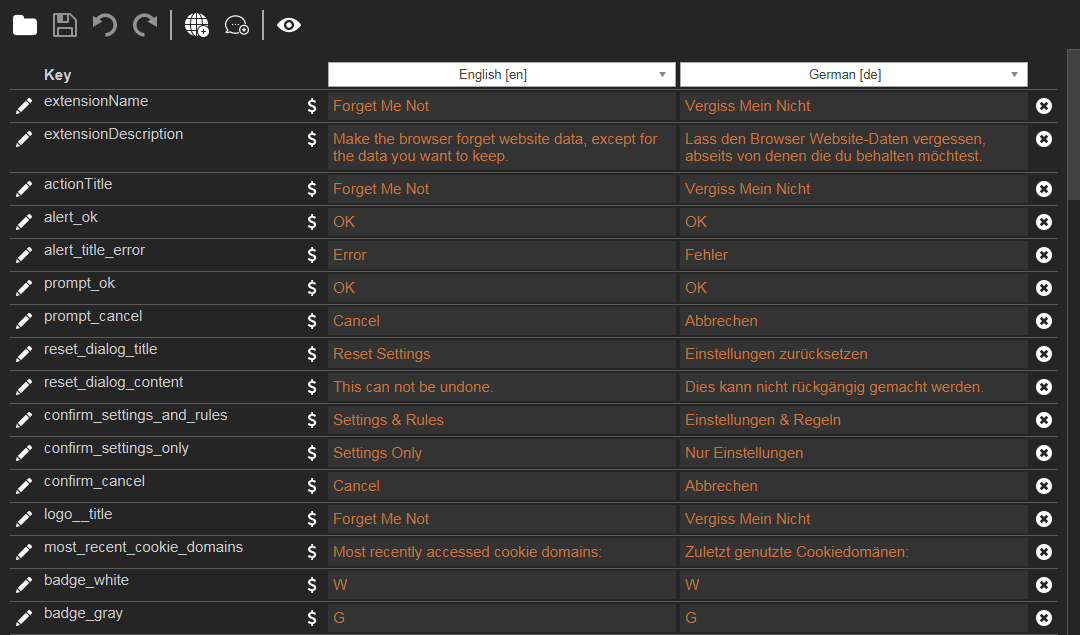 Key English [en] German [de]
extensionName $ Forget Me Not Vergiss Mein Nicht
extensionDescription $ Make the browser forget website data, except for Lass den Browser Website-Daten vergessen,
the data you want to keep. abseits von denen die du behalten möchtest.
actionTitle $ Forget Me Not Vergiss Mein Nicht
alert_ok $ OK OK
alert_title_error $ Error Fehler
prompt_ok $ OK OK
prompt_cancel $ Cancel Abbrechen
reset_dialog_title $ Reset Settings Einstellungen zurücksetzen
reset_dialog_content $ This can not be undone. Dies kann nicht rückgängig gemacht werden.
confirm_settings_and_rules $ Settings & Rules Einstellungen & Regeln
confirm_settings_only $ Settings Only Nur Einstellungen
confirm_cancel $ Cancel Abbrechen
logo__title $ Forget Me Not Vergiss Mein Nicht
most_recent_cookie_domains $ Most recently accessed cookie domains: Zuletzt genutzte Cookiedomänen:
badge_white $ W W
badge_gray $ G G